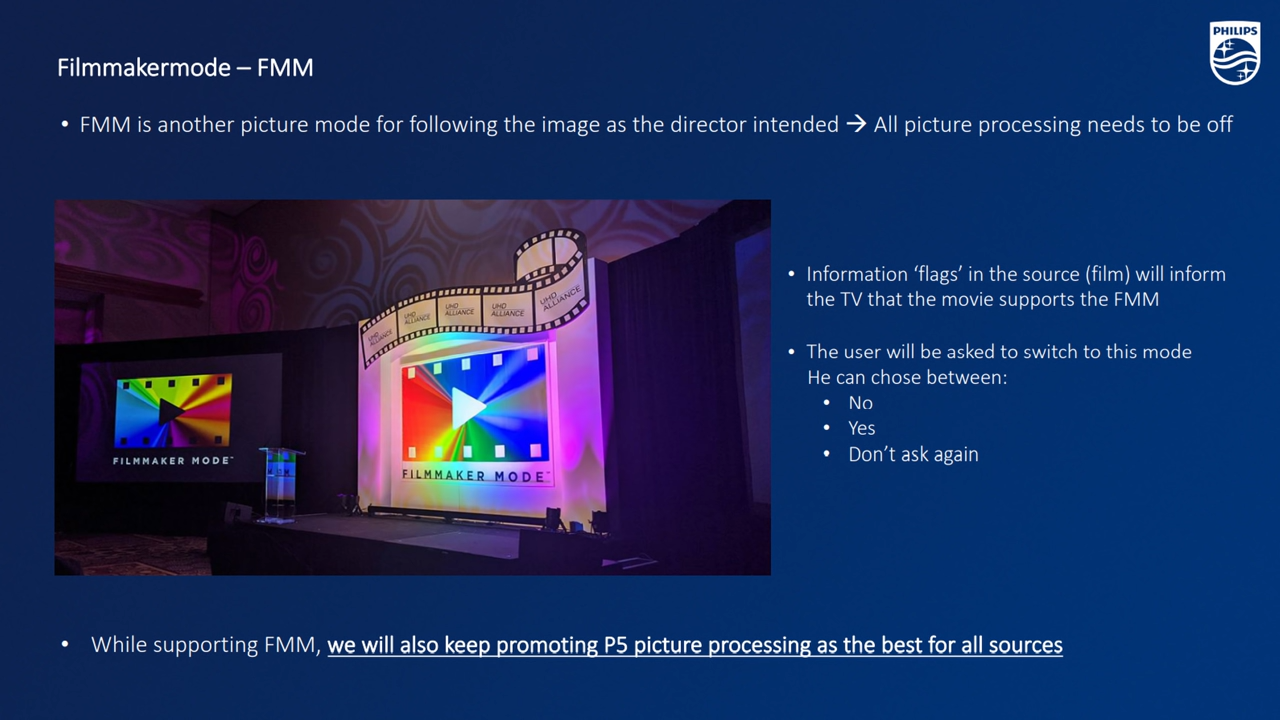 PHILIPS
Filmmakermode – FMM
• FMM is another picture mode for following the image as the director intended → All picture processing needs to be off
UHD ALLIANCE
UHD ALLIANCE
UHD ALLIANCE
UHD ALLIANCE
UHD ALLIANCE
FILMMAKER MODE™
FILMMAKER MODE™
• Information ‘flags’ in the source (film) will inform
the TV that the movie supports the FMM
• The user will be asked to switch to this mode
He can chose between:
• No
• Yes
• Don’t ask again
• While supporting FMM, we will also keep promoting P5 picture processing as the best for all sources